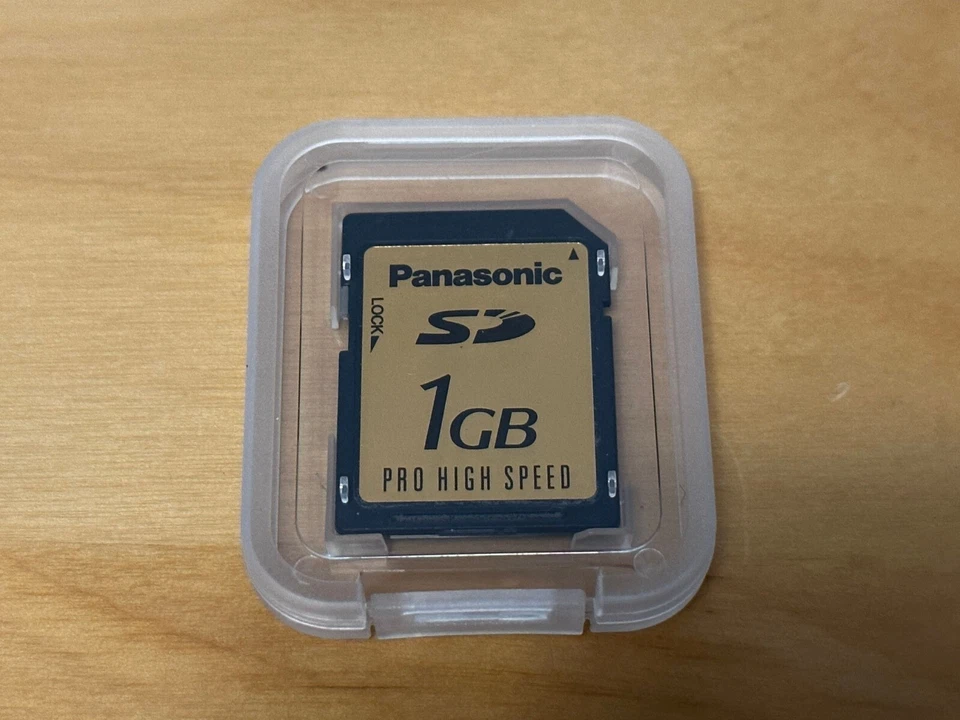 Panasonic
LOCK
SD
1GB
PRO HIGH SPEED